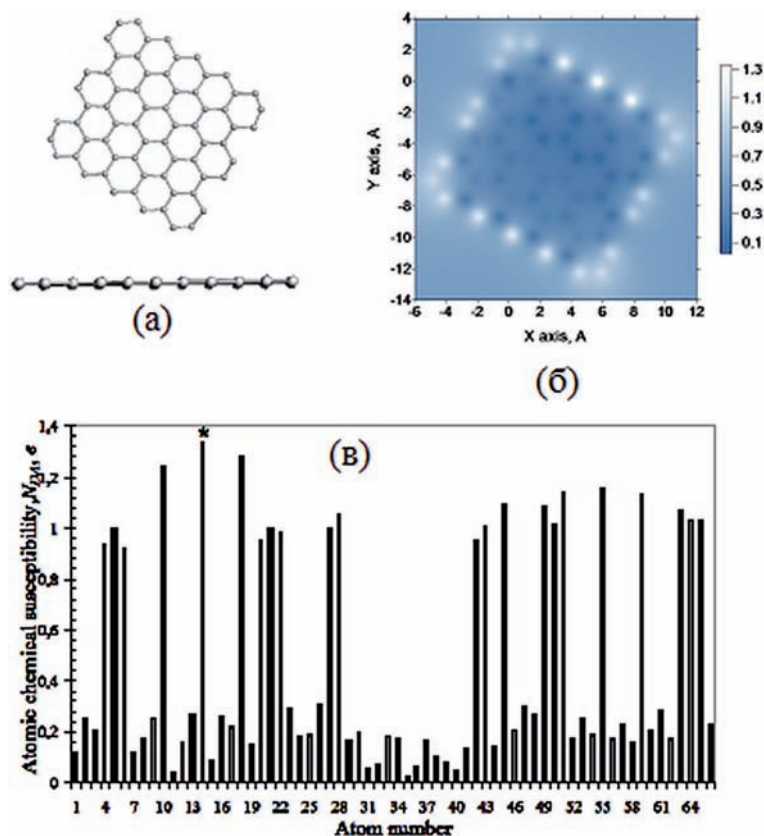 (а)
4
2
0
-2
-4
-6
-8
-10
-12
-14
Y axis, A
-6 -4 -2 0 2 4 6 8 10 12
X axis, A
1.3
1.1
0.9
0.7
0.5
0.3
0.1
(б)
Atomic chemical susceptibility, N_DA, e
1,4
1,2
1
0,8
0,6
0,4
0,2
0
*
(в)
1 4 7 10 13 16 19 22 25 28 31 34 37 40 43 46 49 52 55 58 61 64
Atom number